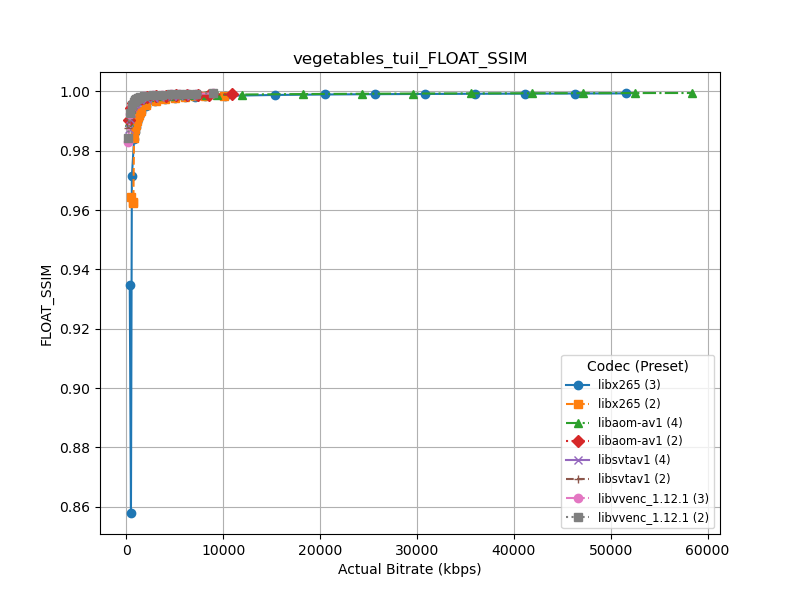 vegetables_tuil_FLOAT_SSIM
1.00
0.98
0.96
0.94
0.92
0.90
0.88
0.86
FLOAT_SSIM
Codec (Preset)
libx265 (3)
libx265 (2)
libaom-av1 (4)
libaom-av1 (2)
libsvtav1 (4)
libsvtav1 (2)
libvvenc_1.12.1 (3)
libvvenc_1.12.1 (2)
0 10000 20000 30000 40000 50000 60000
Actual Bitrate (kbps)